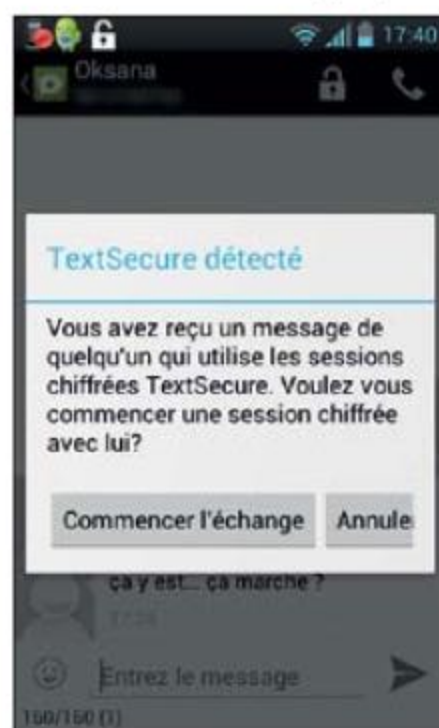 17:40
Oksana
TextSecure détecté
Vous avez reçu un message de
quelqu'un qui utilise les sessions
chiffrées TextSecure. Voulez vous
commencer une session chiffrée
avec lui?
Commencer l'échange Annule
ça y est... ça marche ?
Entrez le message
160/160 (1)